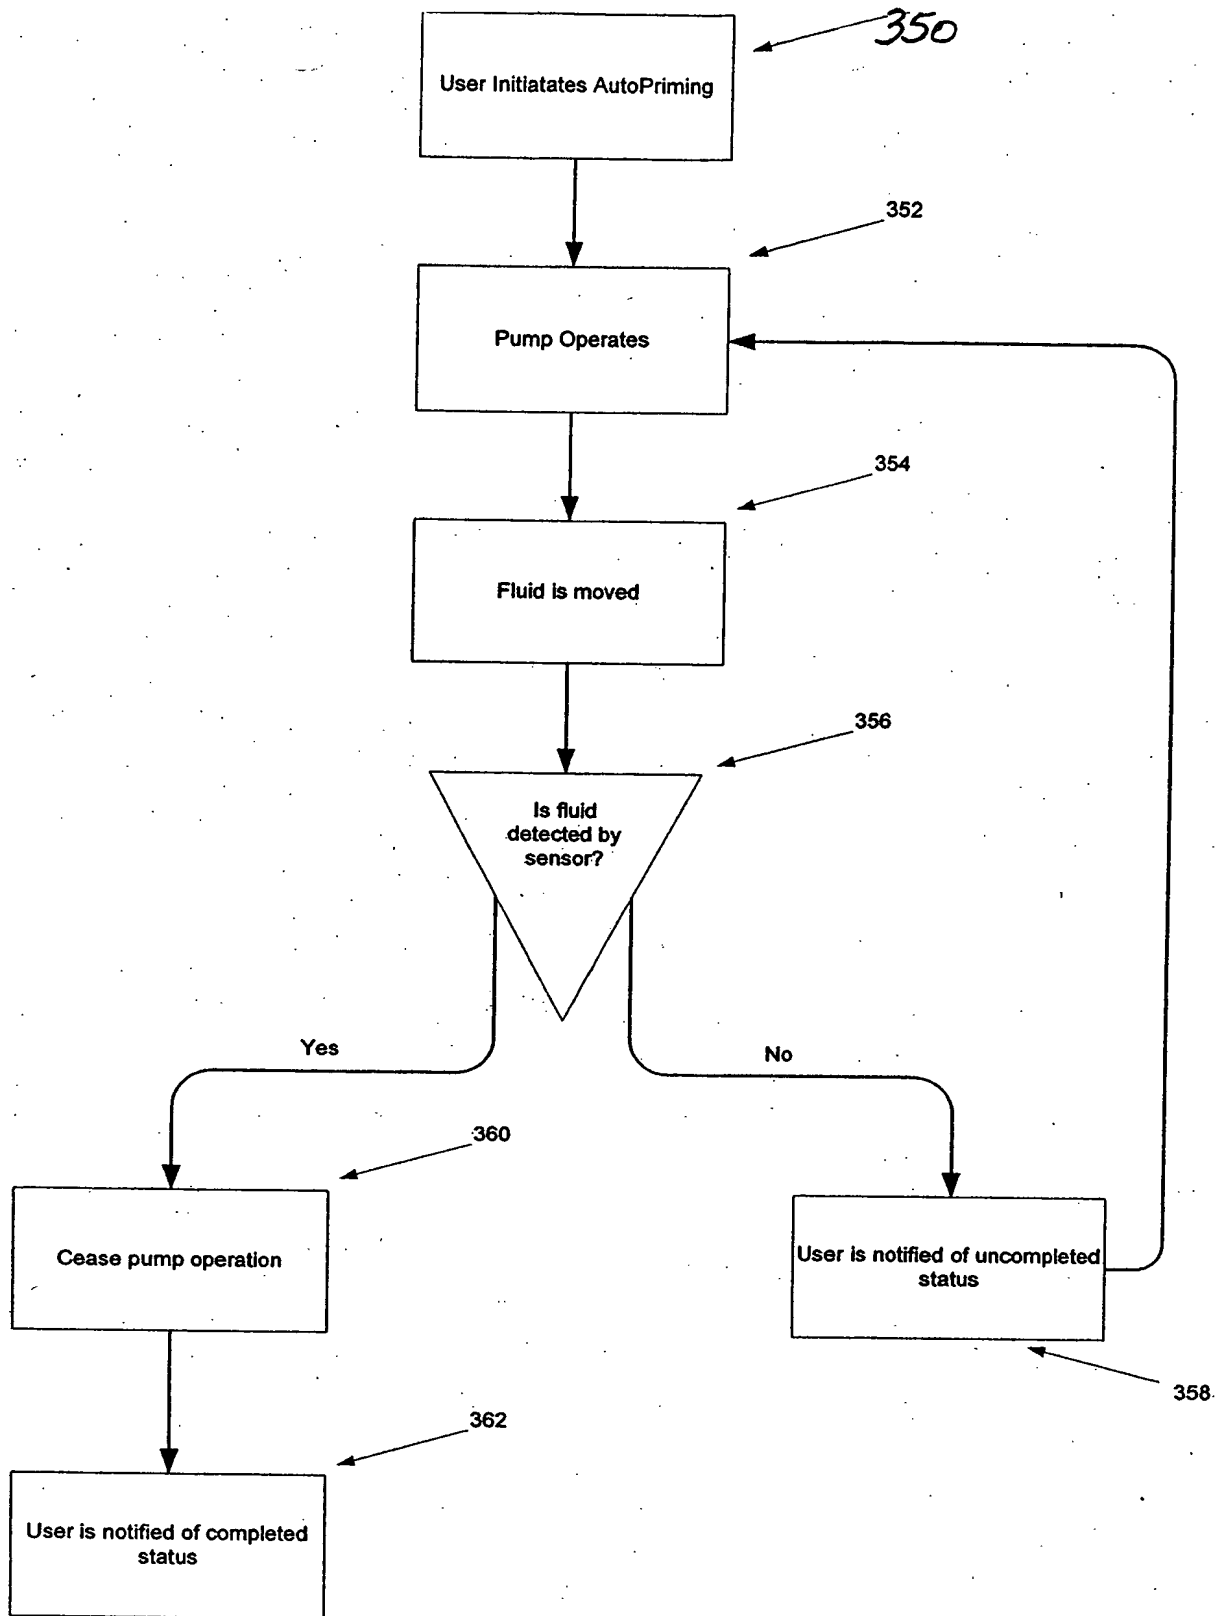 350
User Initiatates AutoPriming
352
Pump Operates
354
Fluid is moved
356
Is fluid
detected by
sensor?
Yes
No
360
Cease pump operation
User is notified of uncompleted
status
358
362
User is notified of completed
status